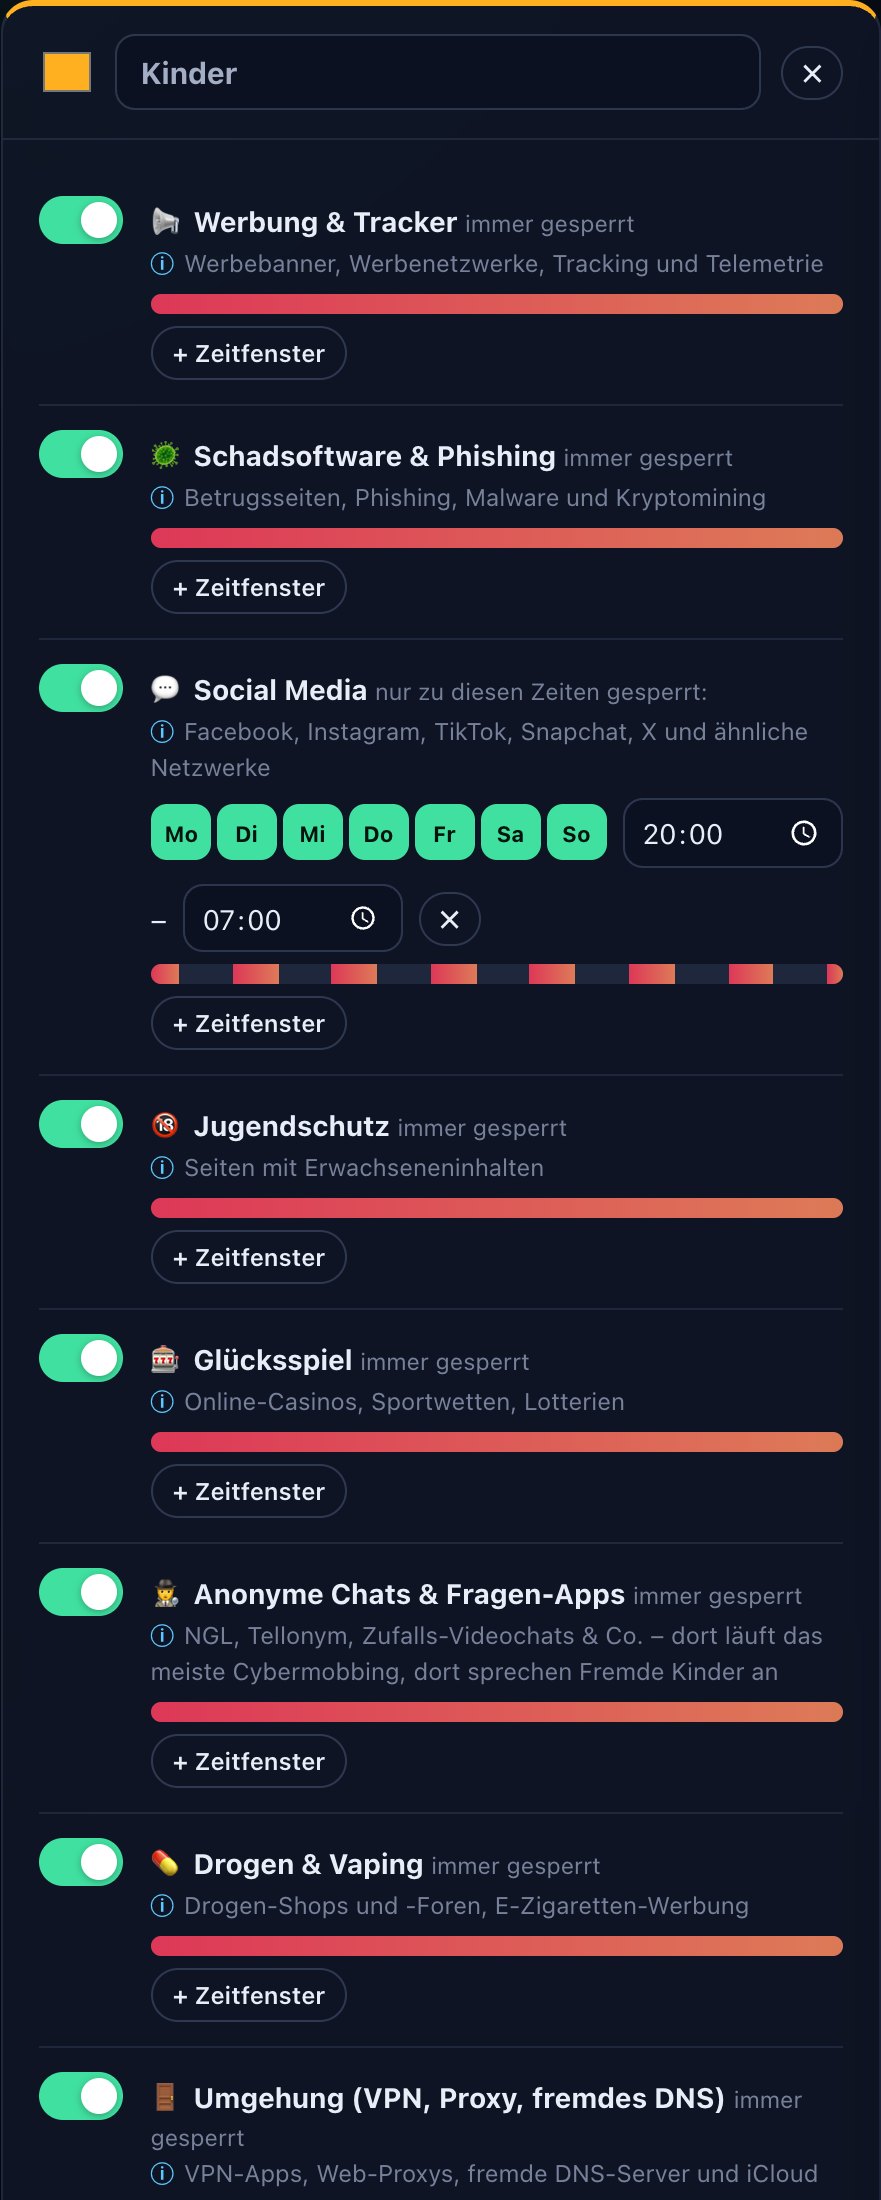 Kinder
Werbung & Tracker immer gesperrt
Werbebanner, Werbenetzwerke, Tracking und Telemetrie
+ Zeitfenster
Schadsoftware & Phishing immer gesperrt
Betrugsseiten, Phishing, Malware und Kryptomining
+ Zeitfenster
Social Media nur zu diesen Zeiten gesperrt:
Facebook, Instagram, TikTok, Snapchat, X und ähnliche
Netzwerke
Mo Di Mi Do Fr Sa So 20:00
– 07:00
+ Zeitfenster
Jugendschutz immer gesperrt
Seiten mit Erwachseneninhalten
+ Zeitfenster
Glücksspiel immer gesperrt
Online-Casinos, Sportwetten, Lotterien
+ Zeitfenster
Anonyme Chats & Fragen-Apps immer gesperrt
NGL, Tellonym, Zufalls-Videochats & Co. – dort läuft das
meiste Cybermobbing, dort sprechen Fremde Kinder an
+ Zeitfenster
Drogen & Vaping immer gesperrt
Drogen-Shops und -Foren, E-Zigaretten-Werbung
+ Zeitfenster
Umgehung (VPN, Proxy, fremdes DNS) immer
gesperrt
VPN-Apps, Web-Proxys, fremde DNS-Server und iCloud